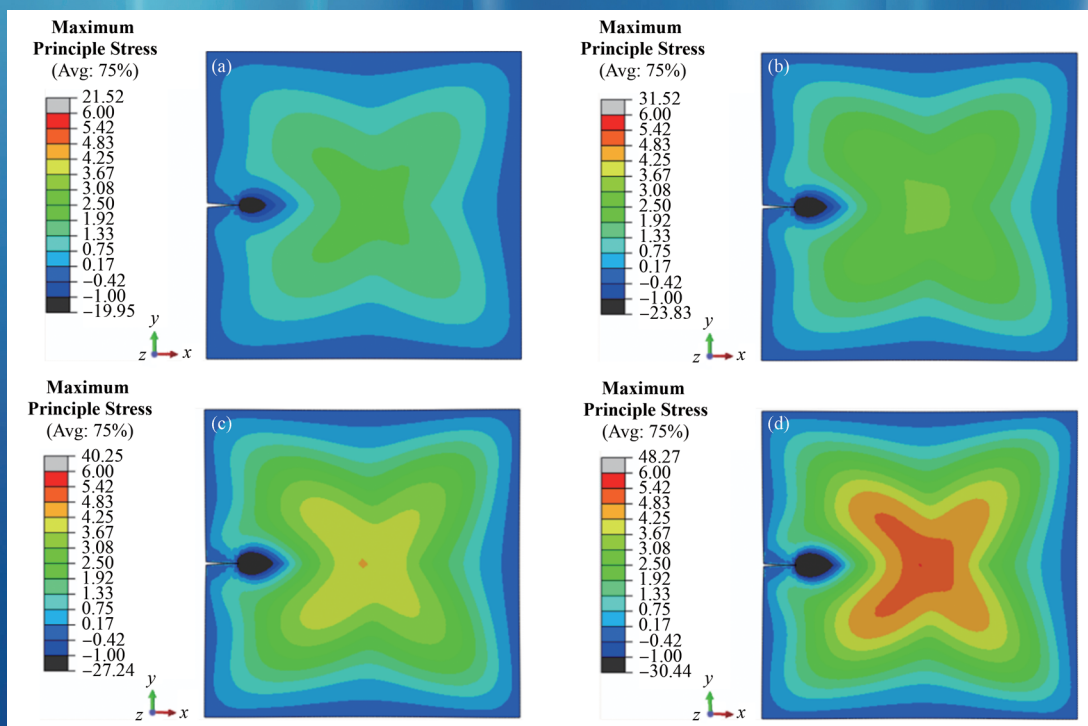 Maximum
Principle Stress
(Avg: 75%)
21.52
6.00
5.42
4.83
4.25
3.67
3.08
2.50
1.92
1.33
0.75
0.17
−0.42
−1.00
−19.95
y
z
x
(a)
Maximum
Principle Stress
(Avg: 75%)
31.52
6.00
5.42
4.83
4.25
3.67
3.08
2.50
1.92
1.33
0.75
0.17
−0.42
−1.00
−23.83
y
z
x
(b)
Maximum
Principle Stress
(Avg: 75%)
40.25
6.00
5.42
4.83
4.25
3.67
3.08
2.50
1.92
1.33
0.75
0.17
−0.42
−1.00
−27.24
y
z
x
(c)
Maximum
Principle Stress
(Avg: 75%)
48.27
6.00
5.42
4.83
4.25
3.67
3.08
2.50
1.92
1.33
0.75
0.17
−0.42
−1.00
−30.44
y
z
x
(d)